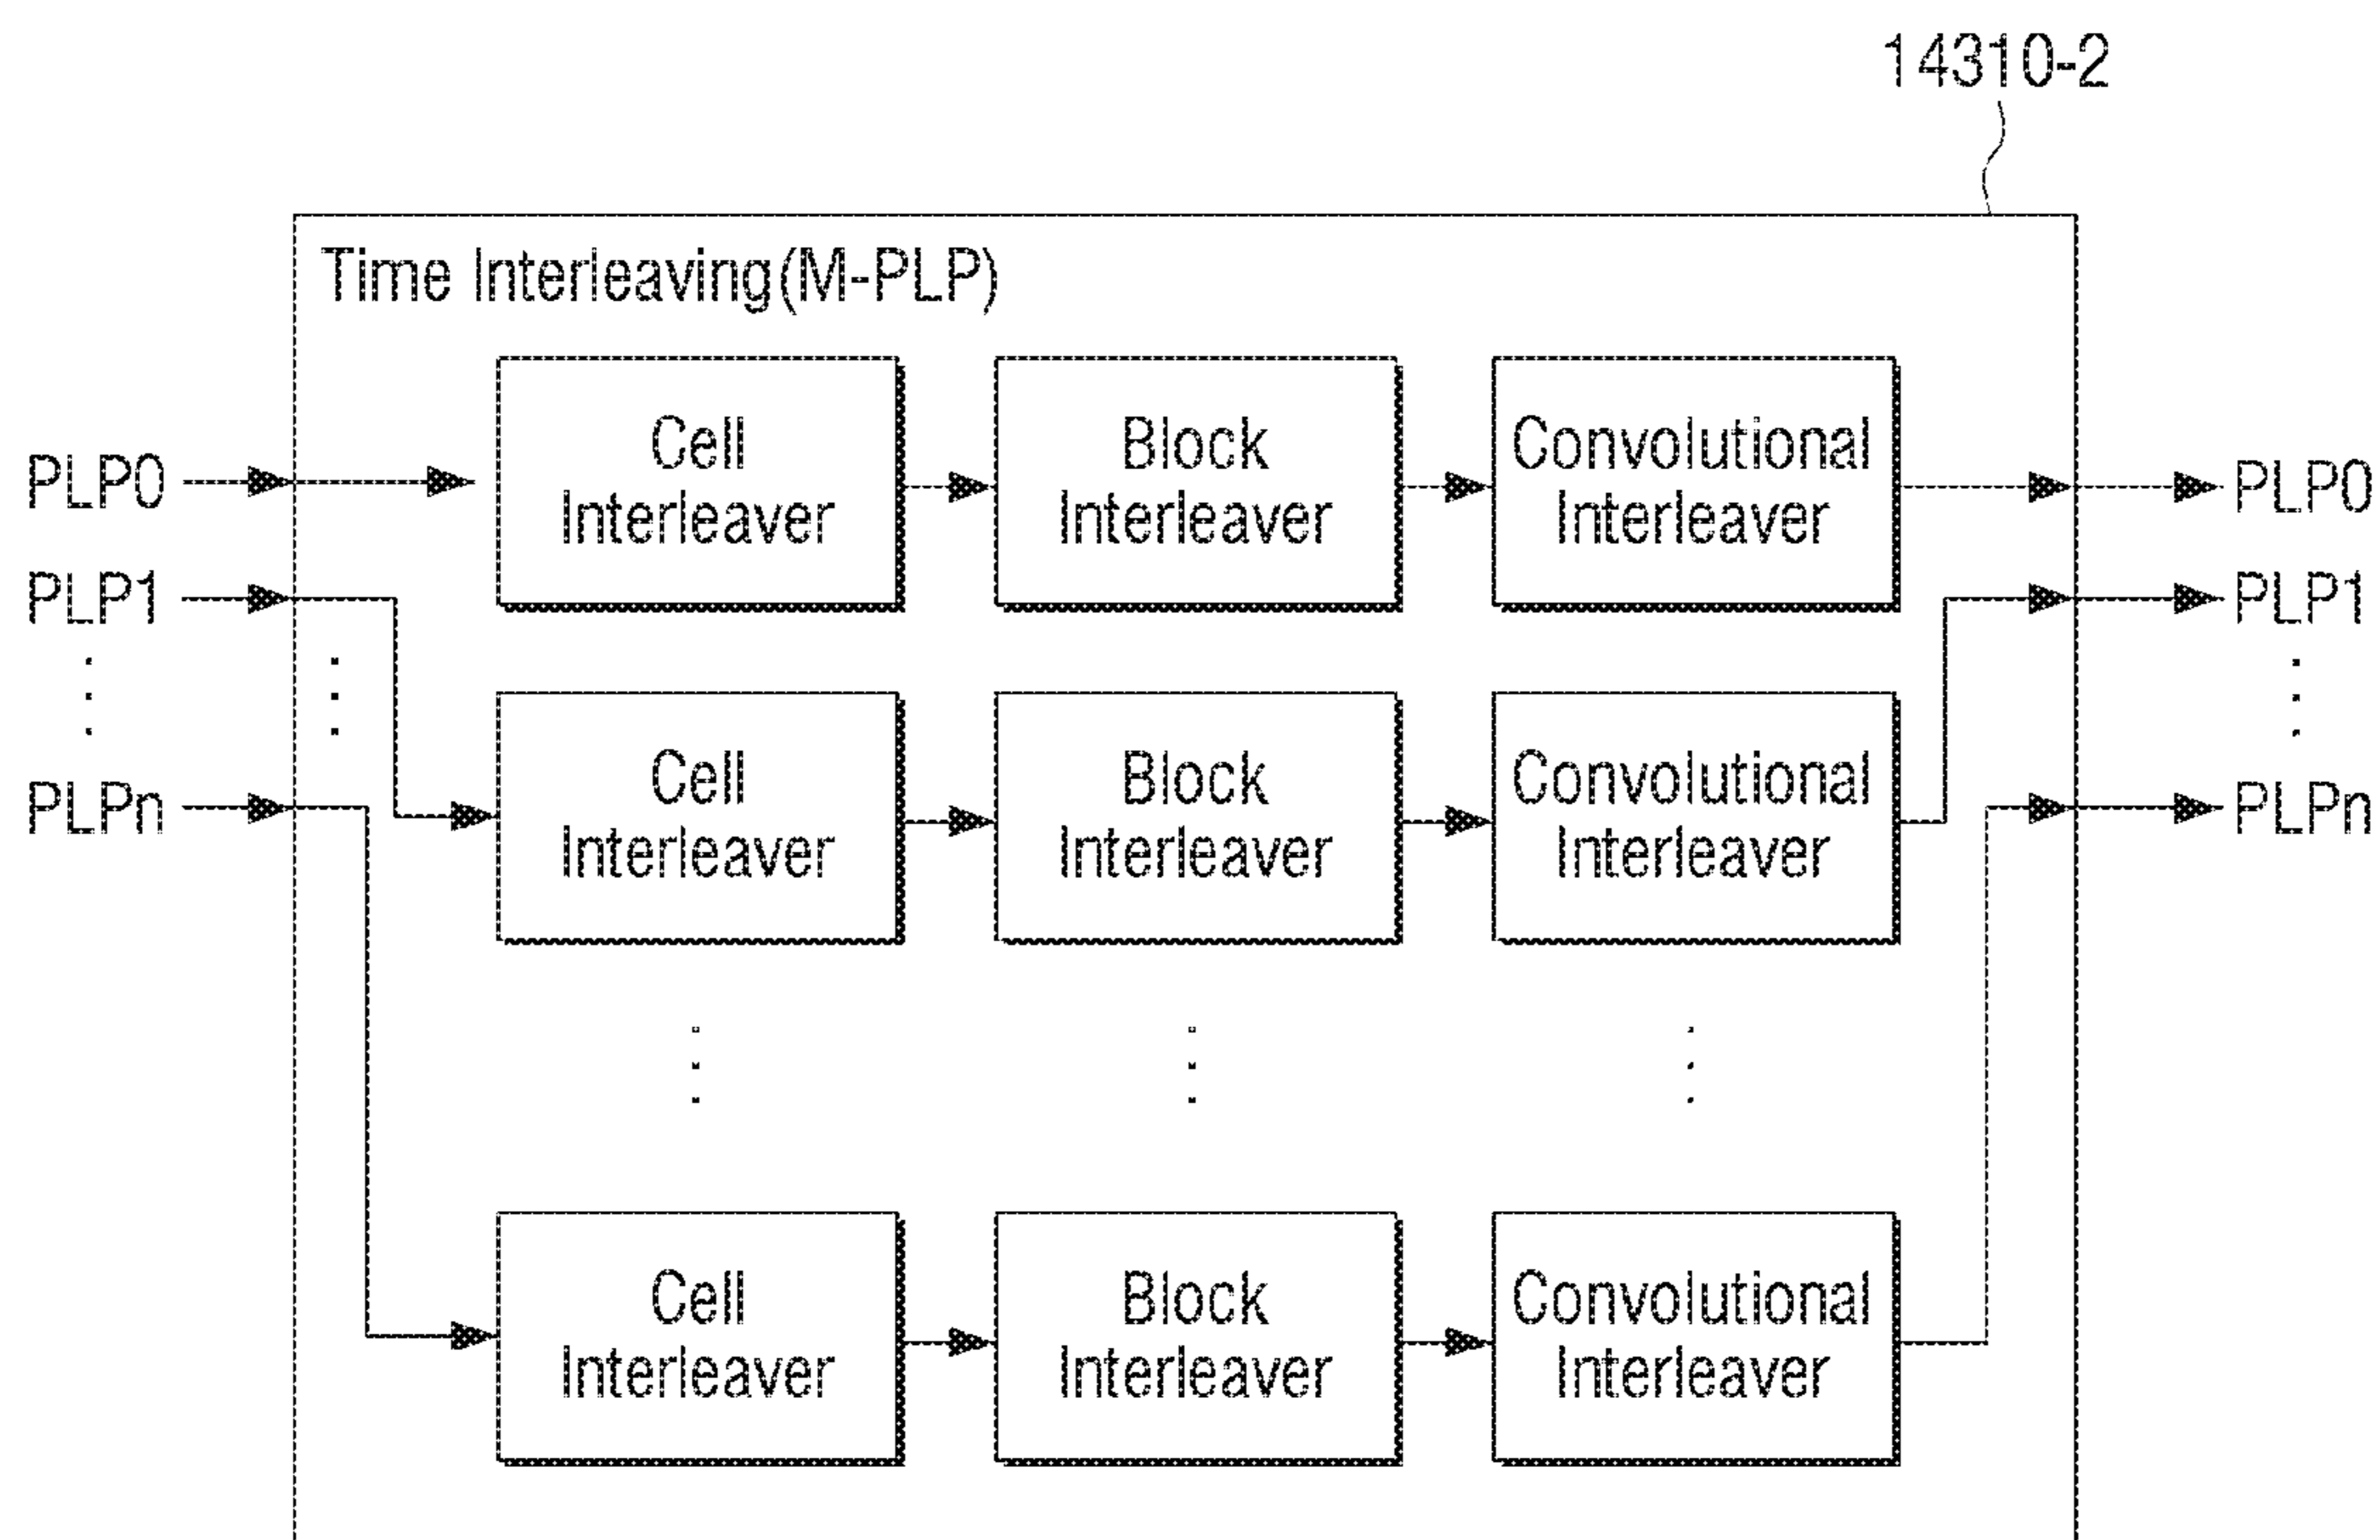 14310-2
Time Interleaving(M-PLP)
PLP0
Cell
Interleaver
Block
Interleaver
Convolutional
Interleaver
PLP0
PLP1
Cell
Interleaver
Block
Interleaver
Convolutional
Interleaver
PLP1
PLPn
Cell
Interleaver
Block
Interleaver
Convolutional
Interleaver
PLPn